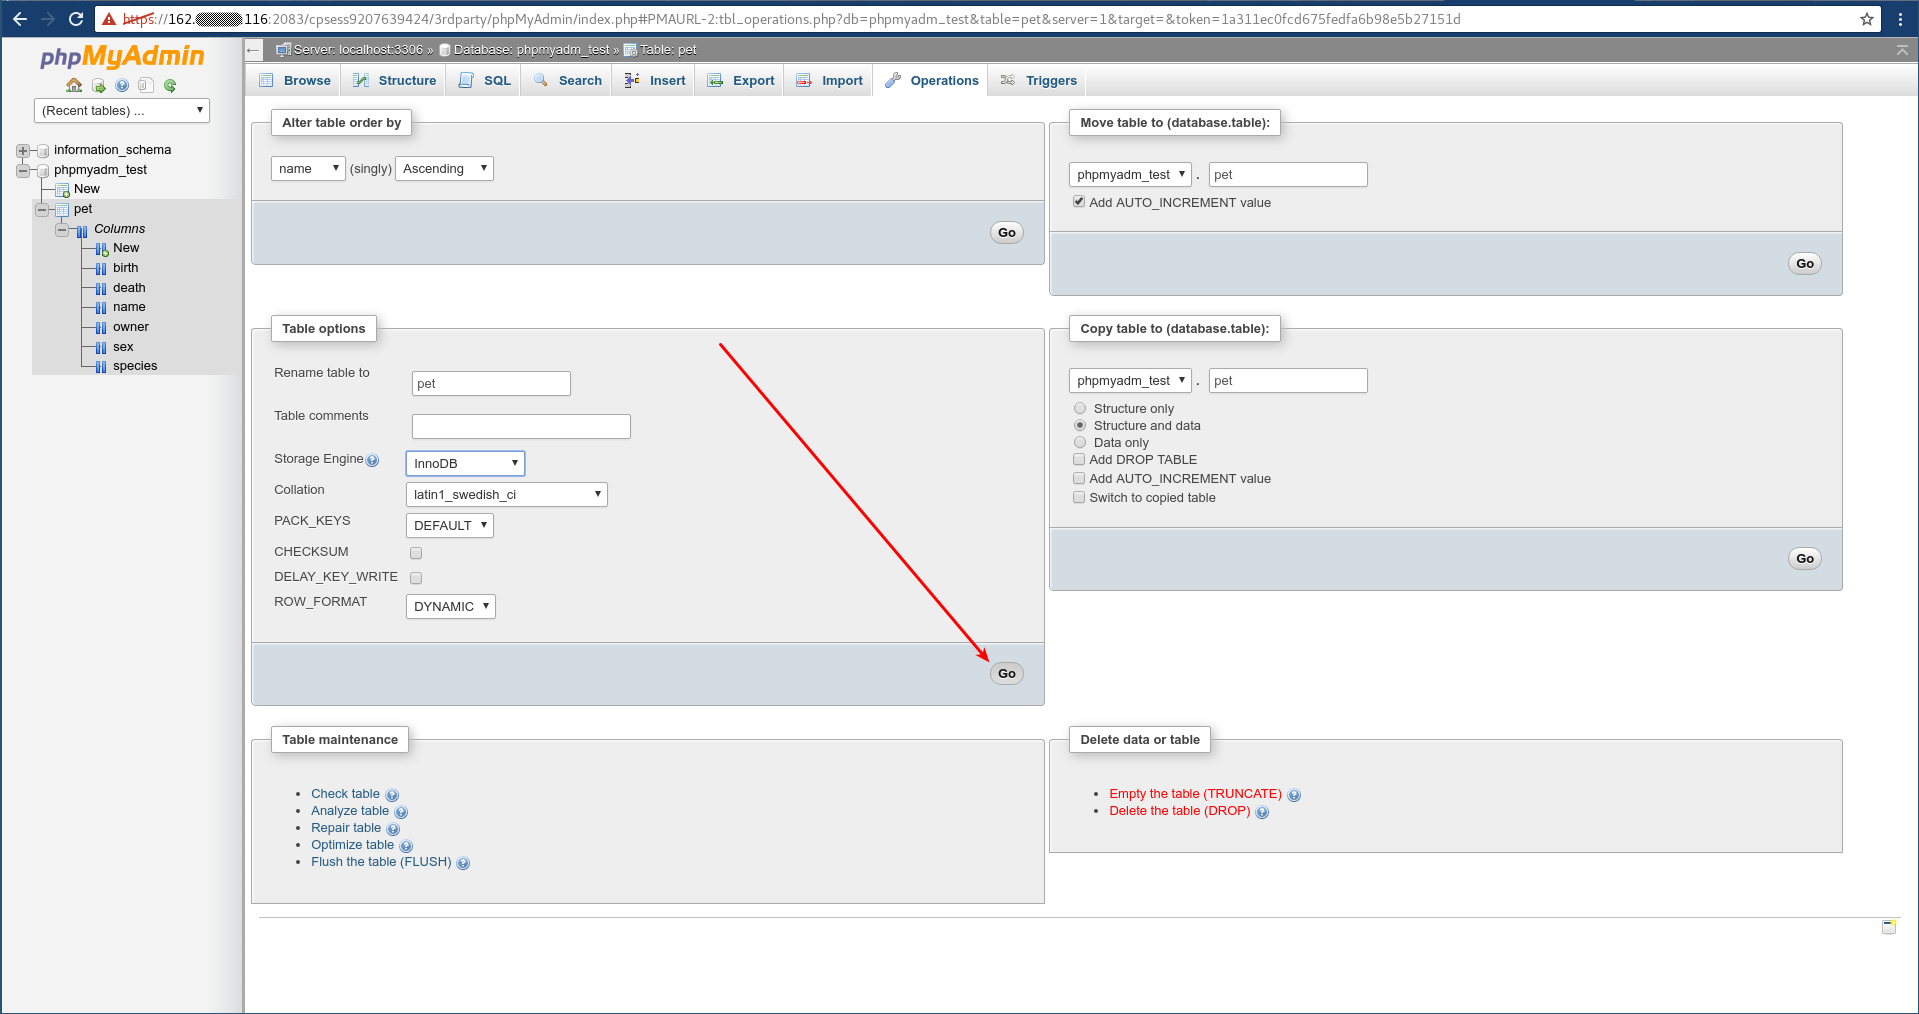 https://162. 116:2083/cpsess9207639424/3rdparty/phpMyAdmin/index.php#PMAURL-2:tbl_operations.php?db=phpmyadm_test&table=pet&server=1&target=&token=1a311ec0fcd675fedfa6b98e5b27151d
phpMyAdmin
(Recent tables) ...
information_schema
phpmyadm_test
New
pet
Columns
New
birth
death
name
owner
sex
species
Server: localhost:3306 » Database: phpmyadm_test » Table: pet
Browse Structure SQL Search Insert Export Import Operations Triggers
Alter table order by
name (singly) Ascending
Go
Move table to (database.table):
phpmyadm_test . pet
Add AUTO_INCREMENT value
Go
Table options
Rename table to pet
Table comments
Storage Engine InnoDB
Collation latin1_swedish_ci
PACK_KEYS DEFAULT
CHECKSUM
DELAY_KEY_WRITE
ROW_FORMAT DYNAMIC
Go
Copy table to (database.table):
phpmyadm_test . pet
Structure only
Structure and data
Data only
Add DROP TABLE
Add AUTO_INCREMENT value
Switch to copied table
Go
Table maintenance
Check table
Analyze table
Repair table
Optimize table
Flush the table (FLUSH)
Delete data or table
Empty the table (TRUNCATE)
Delete the table (DROP)